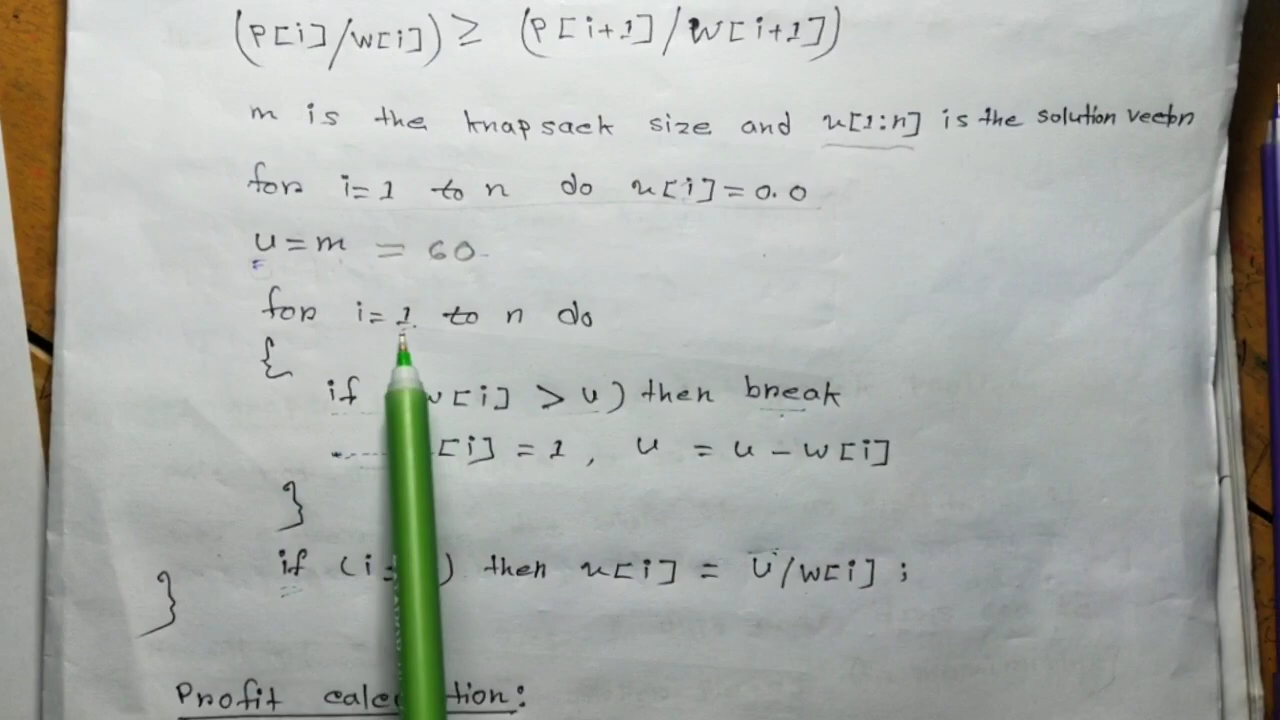 (P[i]/W[i]) ≥ (P[i+1]/W[i+1])
m is the knapsack size and x[1:n] is the solution vector
for i=1 to n do x[i]=0.0
u=m = 60
for i=1 to n do
{
if [i] > u) then break
[i] = 1, u = u - w[i]
}
if (i ) then x[i] = U/w[i];
}
Profit calc tion: